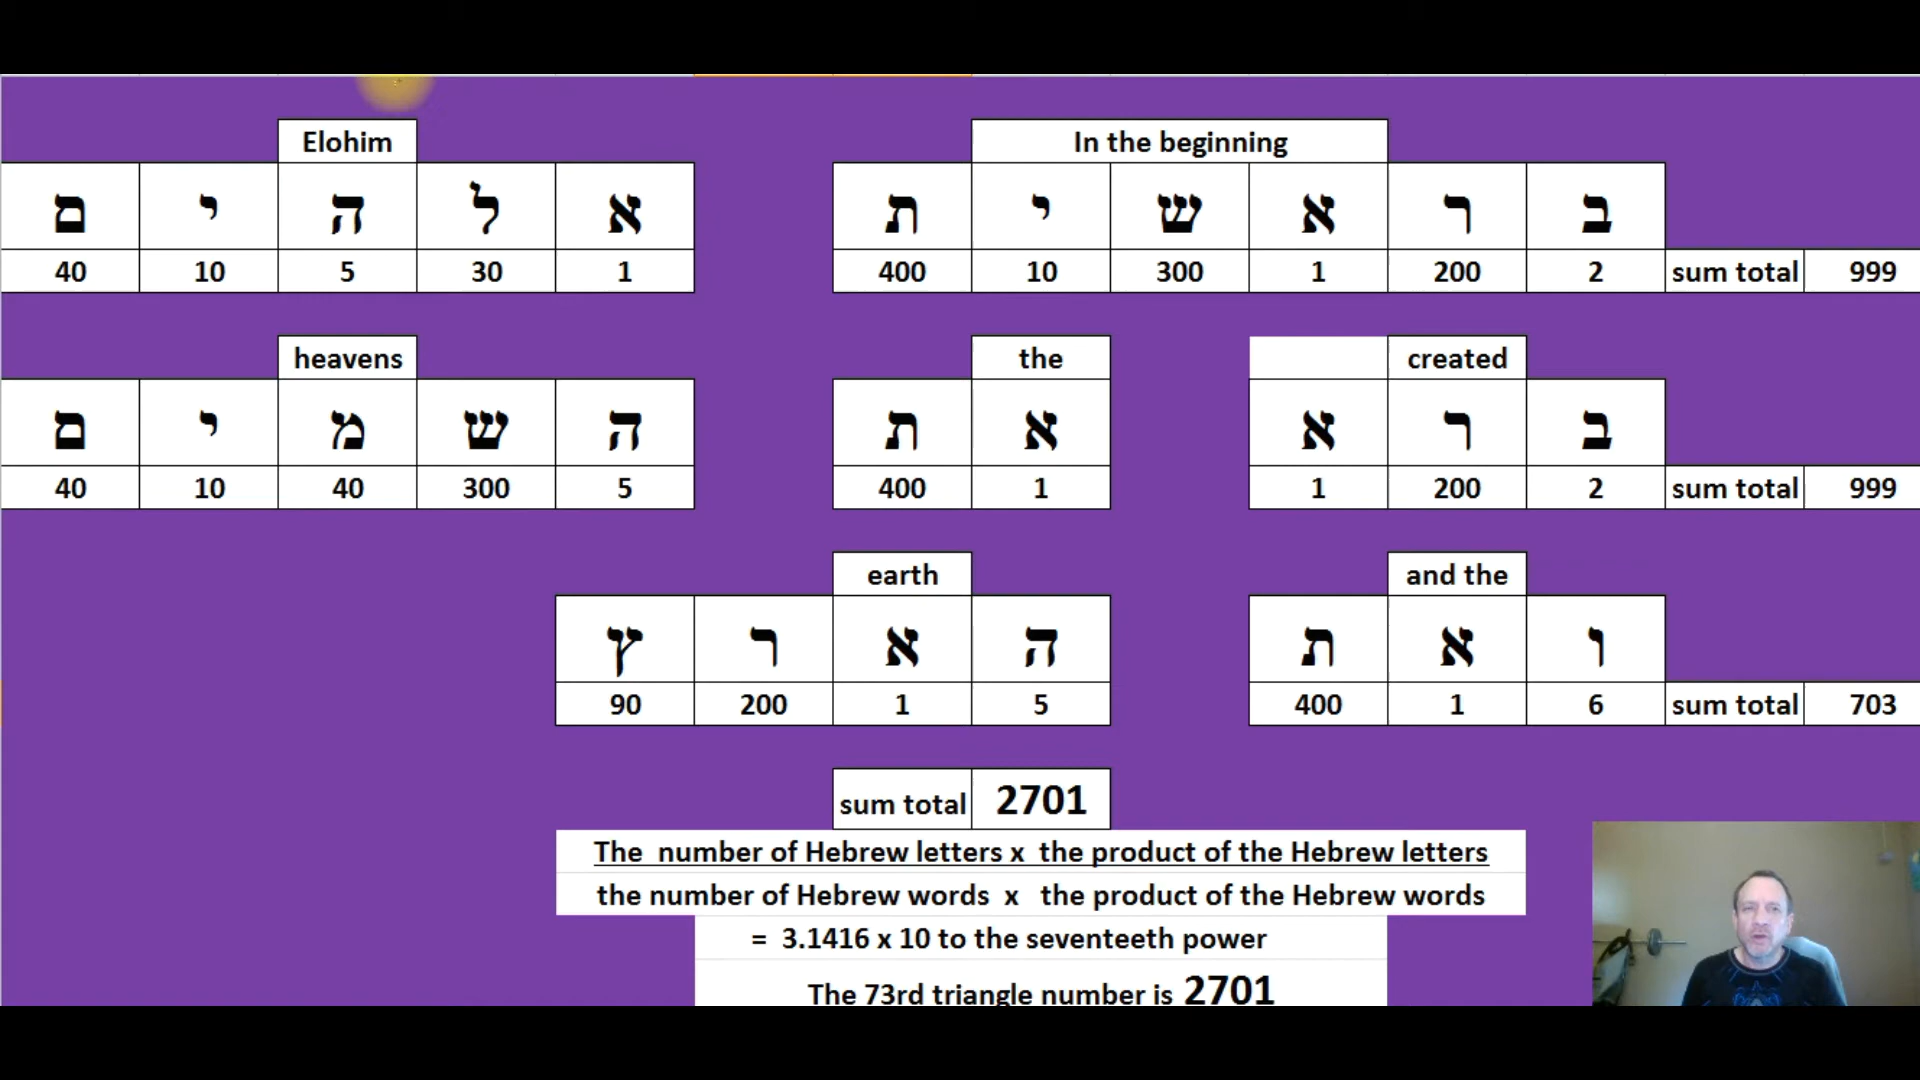 Elohim In the beginning
ם י ה ל א ת י ש א ר ב
40 10 5 30 1 400 10 300 1 200 2 sum total 999
heavens the created
ם י מ ש ה ת א א ר ב
40 10 40 300 5 400 1 1 200 2 sum total 999
earth and the
ץ ר א ה ת א ו
90 200 1 5 400 1 6 sum total 703
sum total 2701
The number of Hebrew letters x the product of the Hebrew letters
the number of Hebrew words x the product of the Hebrew words
= 3.1416 x 10 to the seventeeth power
The 73rd triangle number is 2701